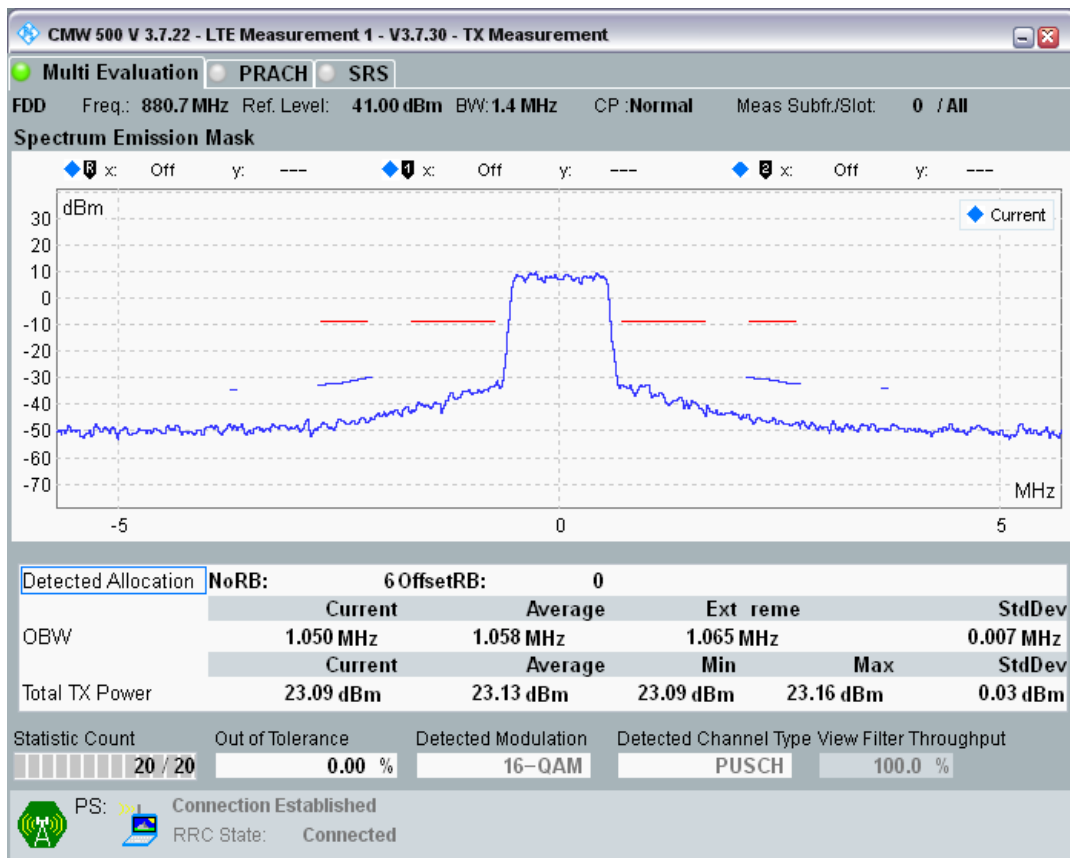 CMW 500 V 3.7.22 - LTE Measurement 1 - V3.7.30 - TX Measurement
Multi Evaluation PRACH SRS
FDD Freq.: 880.7 MHz Ref. Level: 41.00 dBm BW: 1.4 MHz CP :Normal Meas Subfr./Slot: 0 / All
Spectrum Emission Mask
R x: Off y: --- 1 x: Off y: --- 2 x: Off y: ---
dBm
Current
30
20
10
0
-10
-20
-30
-40
-50
-60
-70
MHz
-5 0 5
Detected Allocation NoRB: 6 OffsetRB: 0
Current Average Ext reme StdDev
OBW 1.050 MHz 1.058 MHz 1.065 MHz 0.007 MHz
Current Average Min Max StdDev
Total TX Power 23.09 dBm 23.13 dBm 23.09 dBm 23.16 dBm 0.03 dBm
Statistic Count Out of Tolerance Detected Modulation Detected Channel Type View Filter Throughput
20 / 20 0.00 % 16-QAM PUSCH 100.0 %
PS: Connection Established
RRC State: Connected